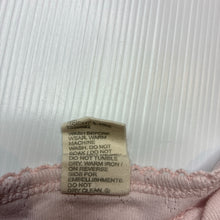 WASH BEFORE
WEAR, WARM
MACHINE
WASH. DO NOT
SOAK / DO NOT
DO NOT TUMBLE
DRY, WARM IRON /
ON REVERSE
SIDE FOR
EMBELLISHMENTS
DO NOT
DRY CLEAN